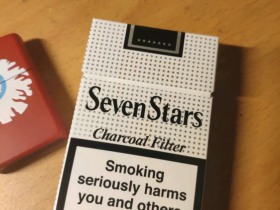 SevenStars
Charcoal Filter
Smoking
seriously harms
you and others